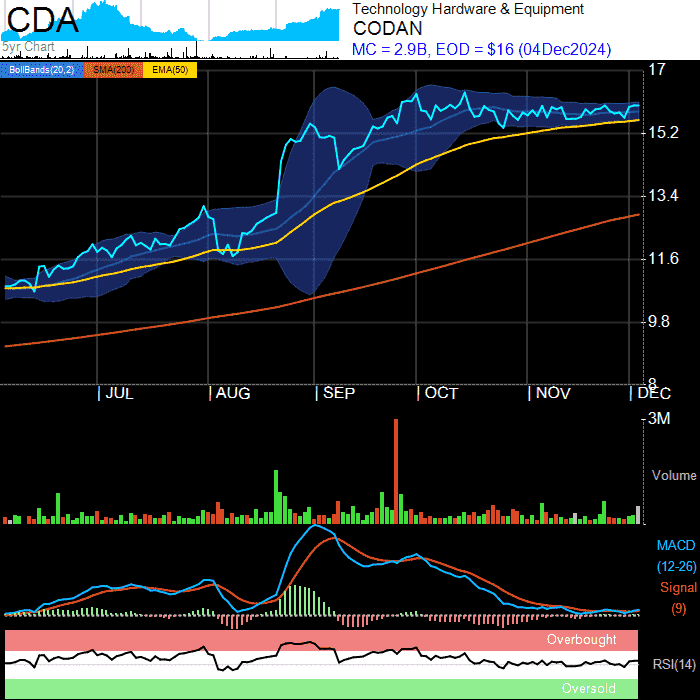 CDA
5yr Chart
Technology Hardware & Equipment
CODAN
MC = 2.9B, EOD = $16 (04Dec2024)
BollBands(20,2) SMA(200) EMA(50)
17
15.2
13.4
11.6
9.8
8
JUL AUG SEP OCT NOV DEC
3M
Volume
MACD
(12-26)
Signal
(9)
Overbought
RSI(14)
Oversold